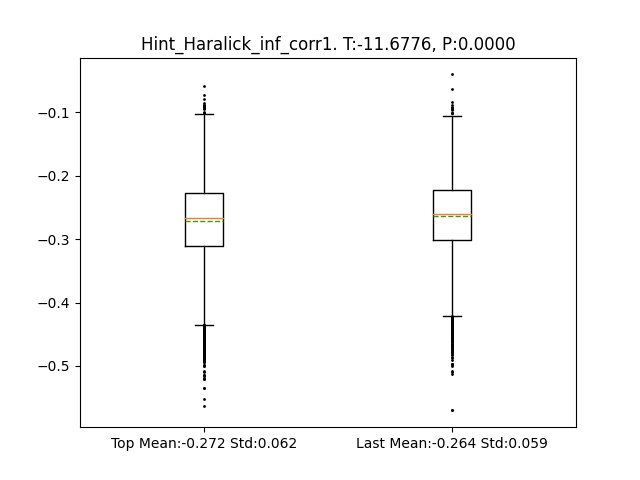 Hint_Haralick_inf_corr1. T:-11.6776, P:0.0000
−0.1
−0.2
−0.3
−0.4
−0.5
Top Mean:-0.272 Std:0.062
Last Mean:-0.264 Std:0.059